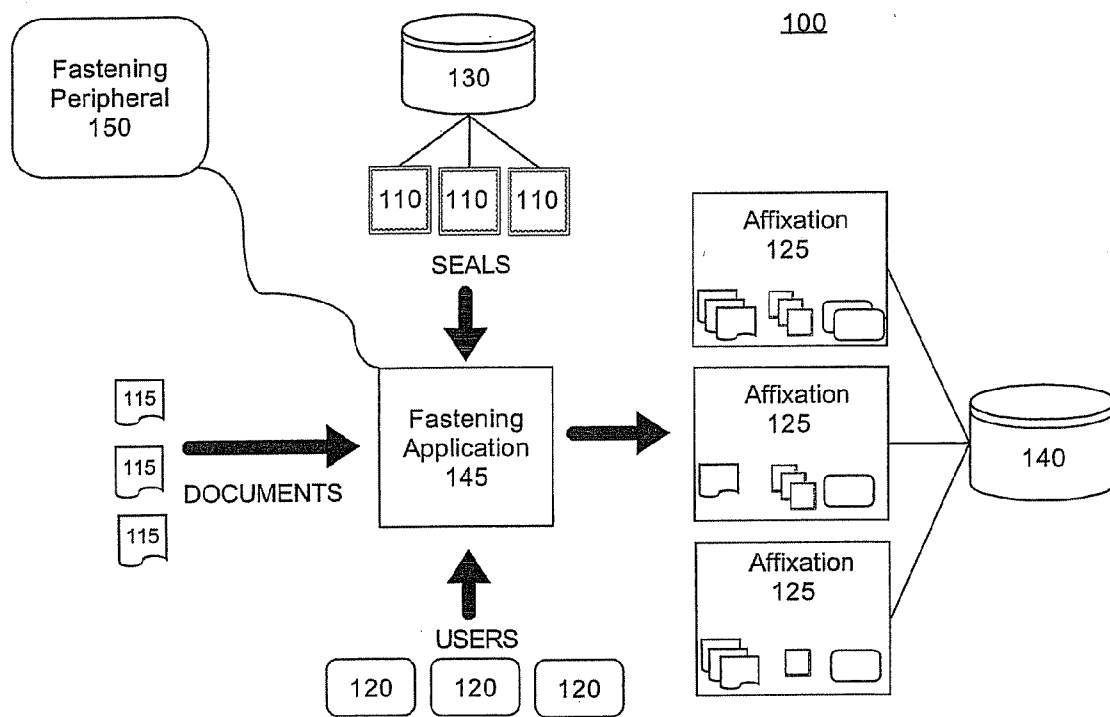 100
Fastening
Peripheral
150
130
110 110 110
SEALS
Affixation
125
115
115
115
DOCUMENTS
Fastening
Application
145
Affixation
125
140
Affixation
125
USERS
120 120 120